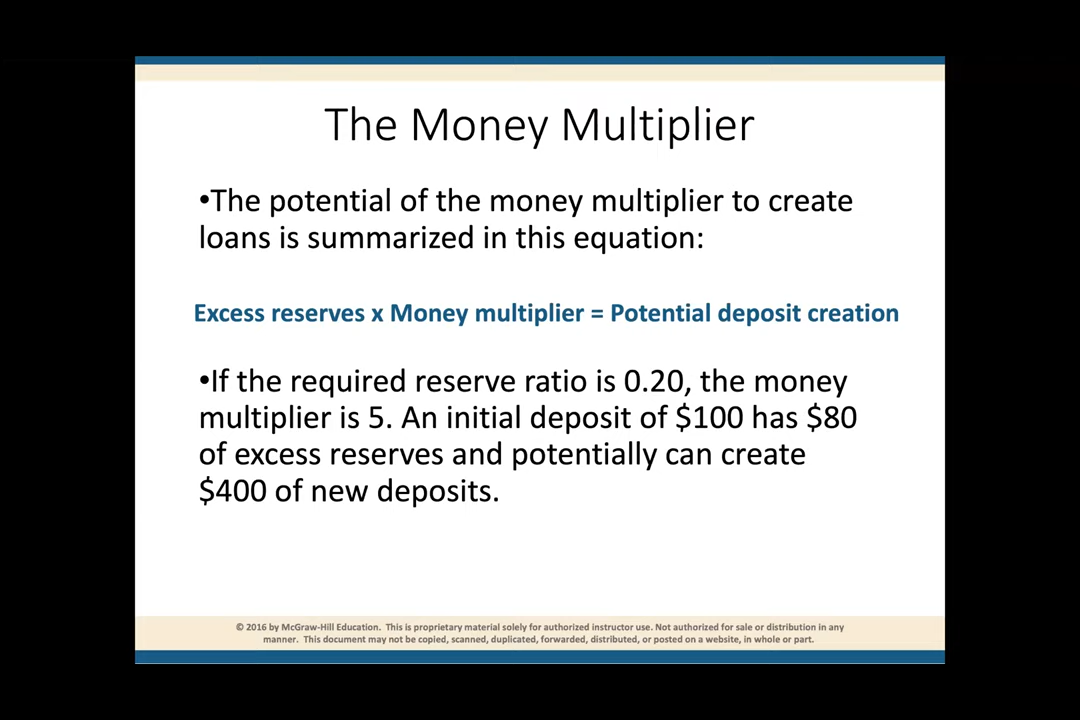 The Money Multiplier
•The potential of the money multiplier to create
loans is summarized in this equation:
Excess reserves x Money multiplier = Potential deposit creation
•If the required reserve ratio is 0.20, the money
multiplier is 5. An initial deposit of $100 has $80
of excess reserves and potentially can create
$400 of new deposits.
© 2016 by McGraw-Hill Education. This is proprietary material solely for authorized instructor use. Not authorized for sale or distribution in any
manner. This document may not be copied, scanned, duplicated, forwarded, distributed, or posted on a website, in whole or part.